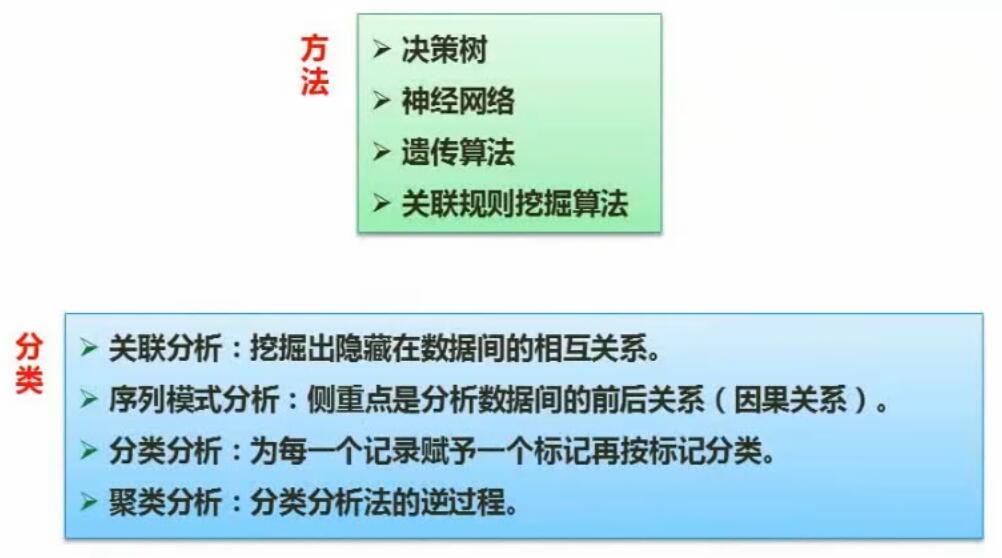 方法
决策树
神经网络
遗传算法
关联规则挖掘算法
分类
关联分析：挖掘出隐藏在数据间的相互关系。
序列模式分析：侧重点是分析数据间的前后关系（因果关系）。
分类分析：为每一个记录赋予一个标记再按标记分类。
聚类分析：分类分析法的逆过程。